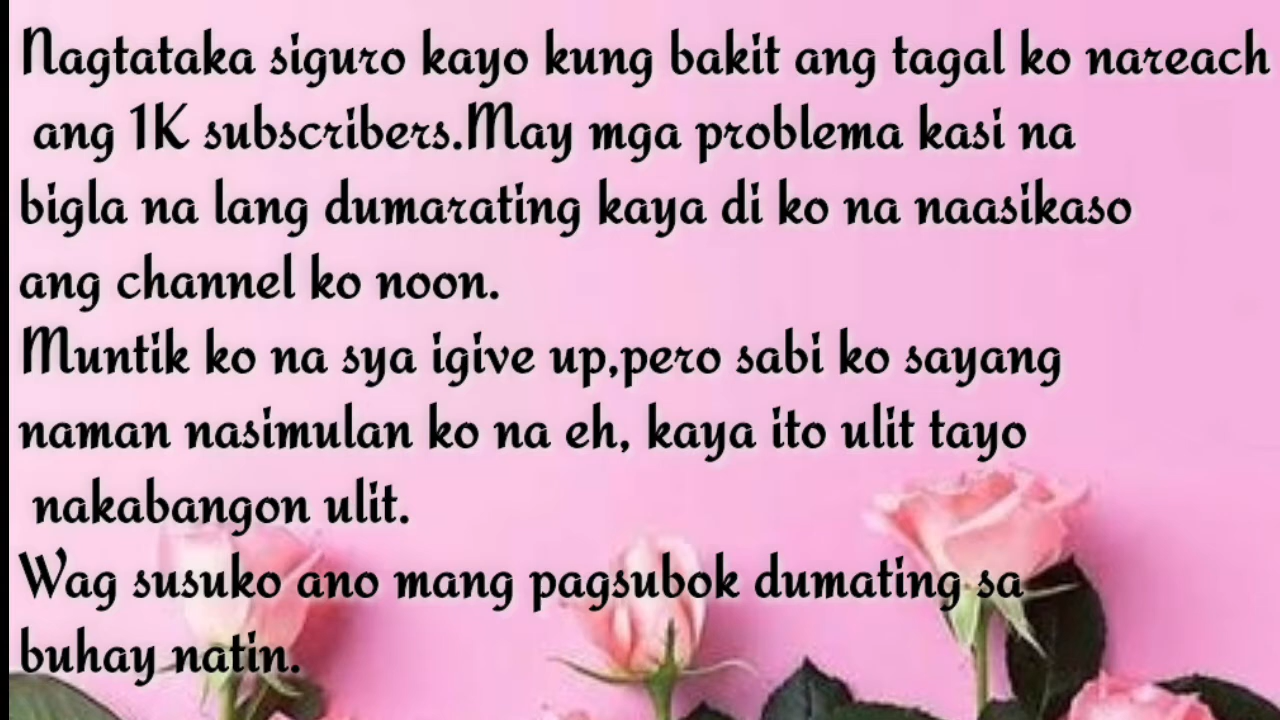 Nagtataka siguro kayo kung bakit ang tagal ko nareach
ang 1K subscribers.May mga problema kasi na
bigla na lang dumarating kaya di ko na naasikaso
ang channel ko noon.
Muntik ko na sya igive up,pero sabi ko sayang
naman nasimulan ko na eh, kaya ito ulit tayo
nakabangon ulit.
Wag susuko ano mang pagsubok dumating sa
buhay natin.